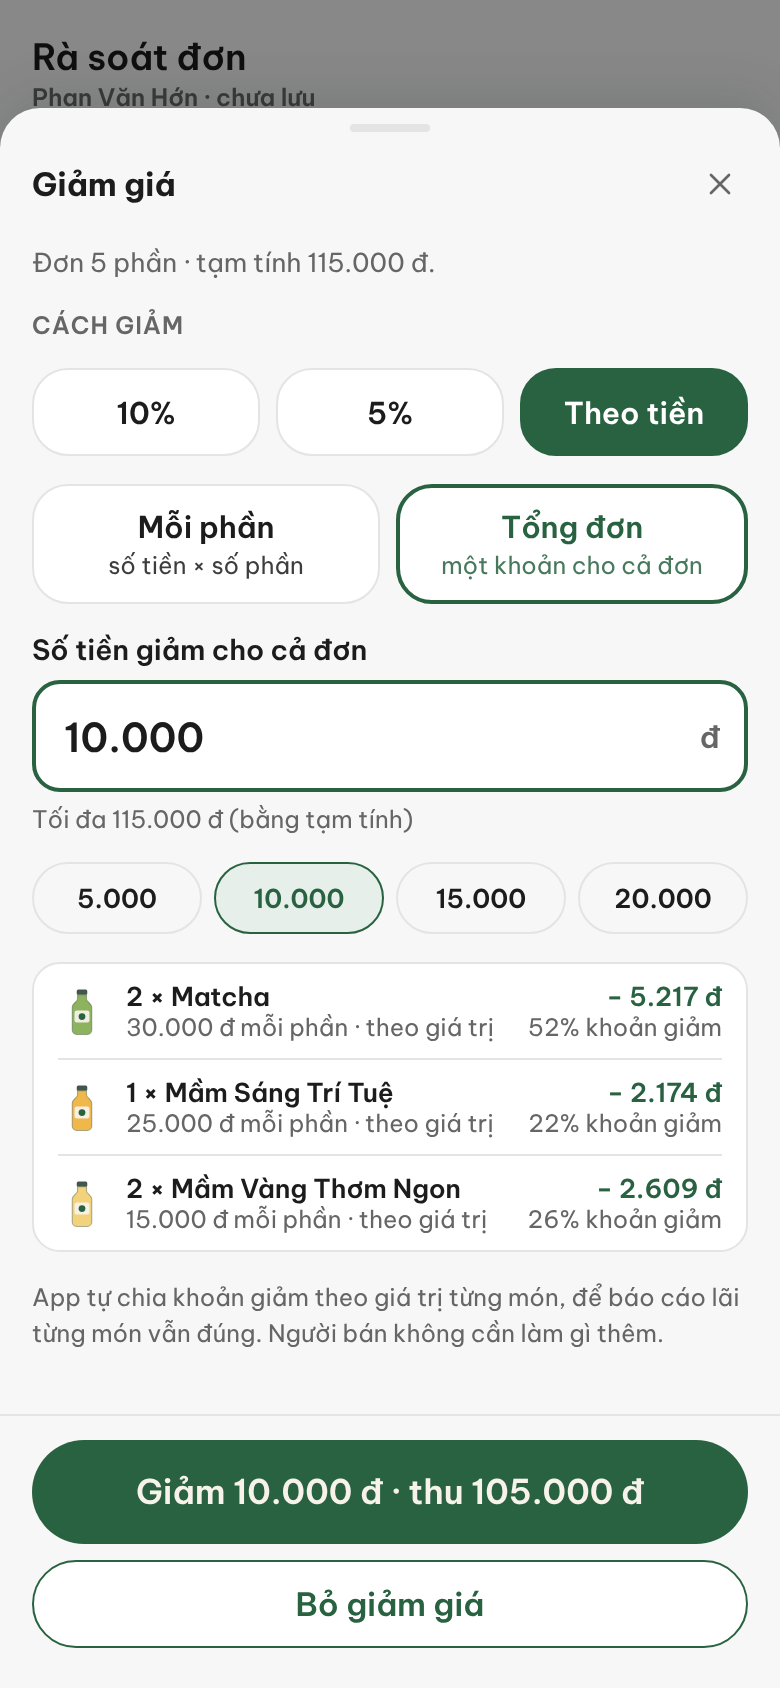 Rà soát đơn
Phan Văn Hớn · chưa lưu
Giảm giá
Đơn 5 phần · tạm tính 115.000 đ.
CÁCH GIẢM
10%
5%
Theo tiền
Mỗi phần
số tiền × số phần
Tổng đơn
một khoản cho cả đơn
Số tiền giảm cho cả đơn
10.000 đ
Tối đa 115.000 đ (bằng tạm tính)
5.000
10.000
15.000
20.000
2 × Matcha
− 5.217 đ
30.000 đ mỗi phần · theo giá trị
52% khoản giảm
1 × Mầm Sáng Trí Tuệ
− 2.174 đ
25.000 đ mỗi phần · theo giá trị
22% khoản giảm
2 × Mầm Vàng Thơm Ngon
− 2.609 đ
15.000 đ mỗi phần · theo giá trị
26% khoản giảm
App tự chia khoản giảm theo giá trị từng món, để báo cáo lãi
từng món vẫn đúng. Người bán không cần làm gì thêm.
Giảm 10.000 đ · thu 105.000 đ
Bỏ giảm giá